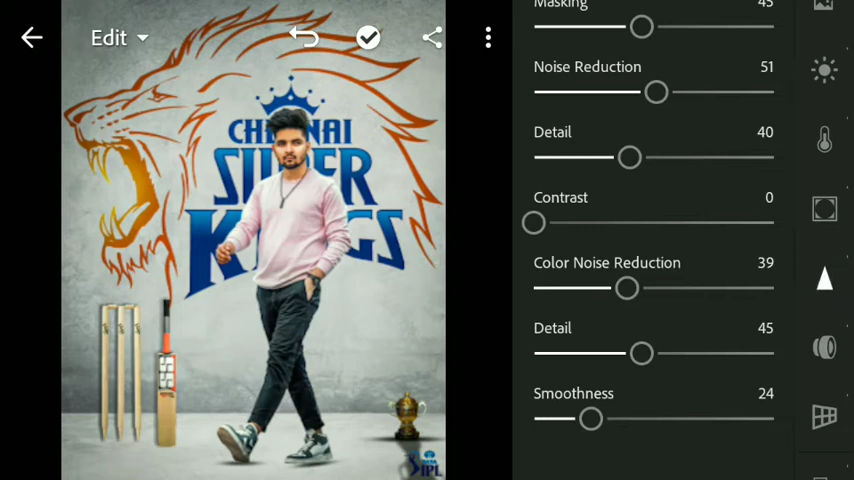 Edit
Masking 45
Noise Reduction 51
Detail 40
Contrast 0
Color Noise Reduction 39
Detail 45
Smoothness 24
CHENNAI
SUPER
KINGS
IPL